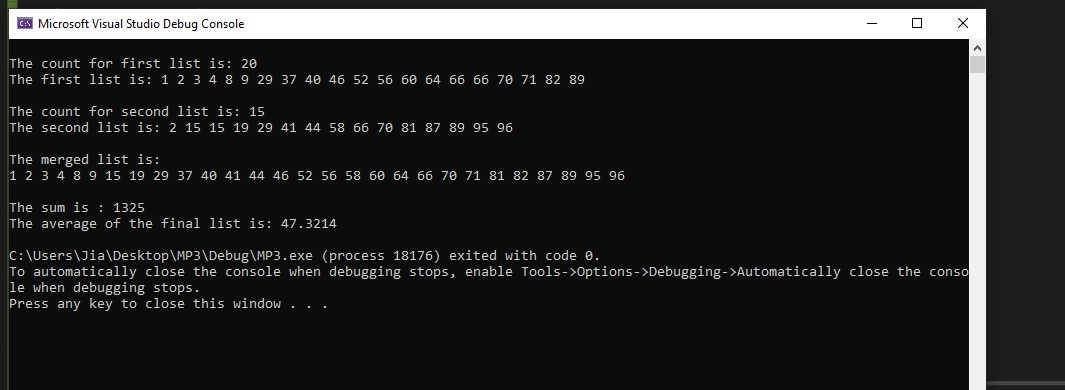 Microsoft Visual Studio Debug Console
The count for first list is: 20
The first list is: 1 2 3 4 8 9 29 37 40 46 52 56 60 64 66 66 70 71 82 89
The count for second list is: 15
The second list is: 2 15 15 19 29 41 44 58 66 70 81 87 89 95 96
The merged list is:
1 2 3 4 8 9 15 19 29 37 40 41 44 46 52 56 58 60 64 66 70 71 81 82 87 89 95 96
The sum is : 1325
The average of the final list is: 47.3214
C:\Users\Jia\Desktop\MP3\Debug\MP3.exe (process 18176) exited with code 0.
To automatically close the console when debugging stops, enable Tools->Options->Debugging->Automatically close the conso
le when debugging stops.
Press any key to close this window . . .